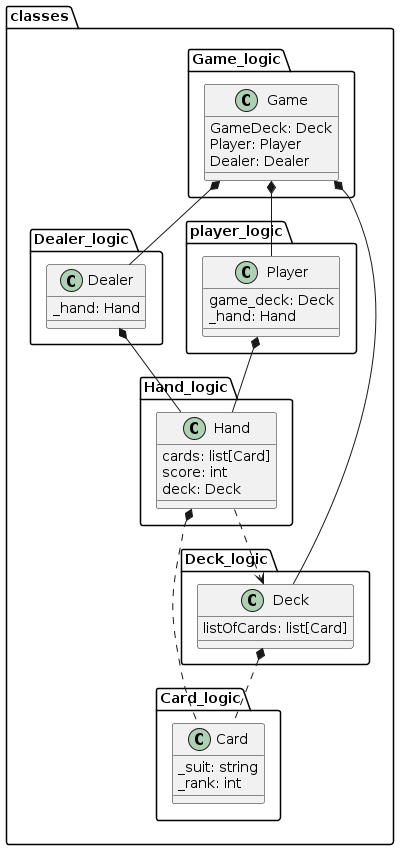 classes
Game_logic
C Game
GameDeck: Deck
Player: Player
Dealer: Dealer
Dealer_logic
C Dealer
_hand: Hand
player_logic
C Player
game_deck: Deck
_hand: Hand
Hand_logic
C Hand
cards: list[Card]
score: int
deck: Deck
Deck_logic
C Deck
listOfCards: list[Card]
Card_logic
C Card
_suit: string
_rank: int